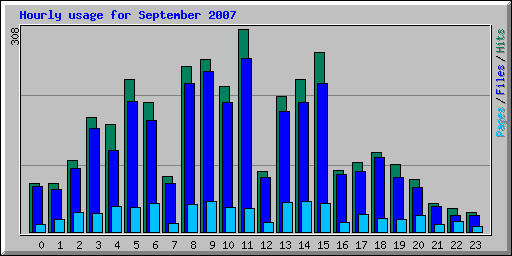 Hourly usage for September 2007
308
Pages/Files/Hits
0 1 2 3 4 5 6 7 8 9 10 11 12 13 14 15 16 17 18 19 20 21 22 23